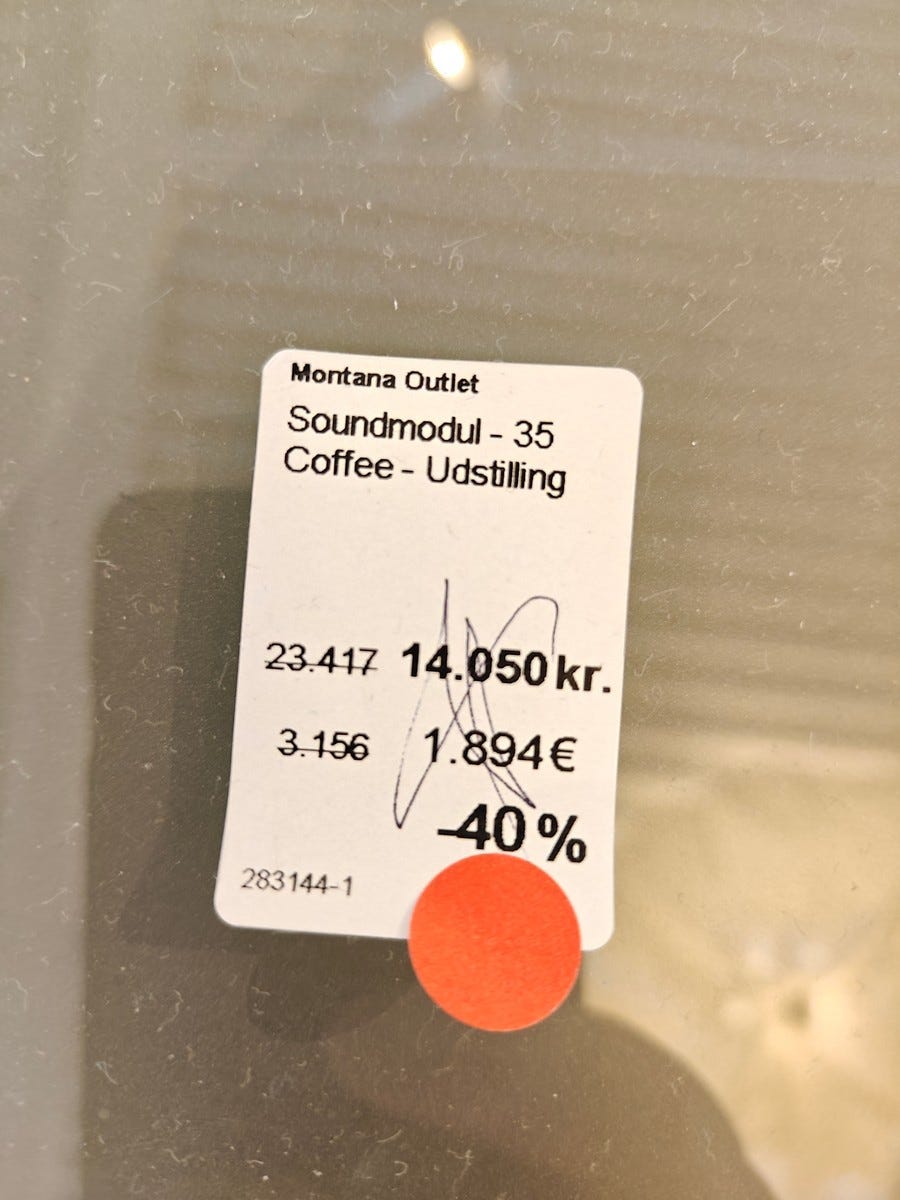 Montana Outlet
Soundmodul - 35
Coffee - Udstilling
23.417 14.050 kr.
3.156 1.894 €
-40 %
283144-1